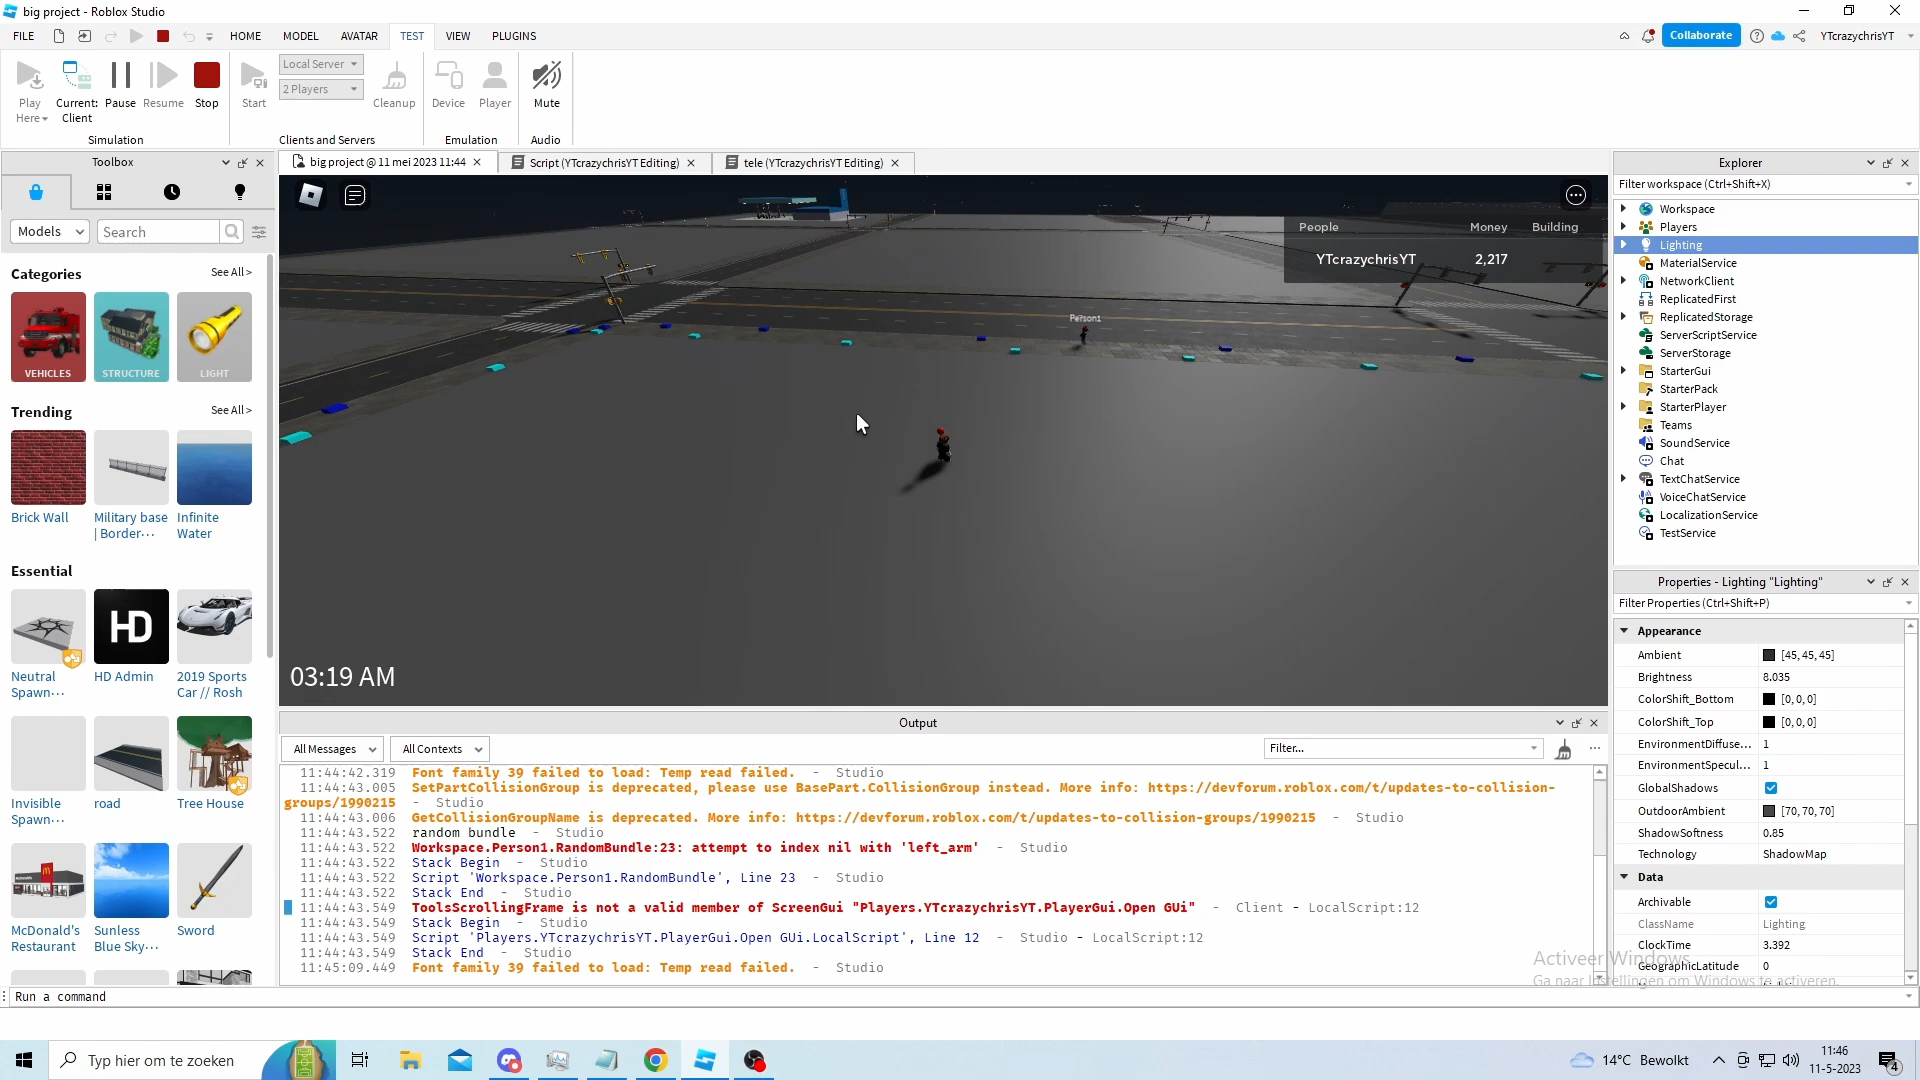 big project - Roblox Studio
FILE HOME MODEL AVATAR TEST VIEW PLUGINS Collaborate YTcrazychrisYT
Local Server
2 Players
Play Here Current: Client Pause Resume Stop Start Cleanup Device Player Mute
Simulation Clients and Servers Emulation Audio
Toolbox
big project @ 11 mei 2023 11:44 Script (YTcrazychrisYT Editing) tele (YTcrazychrisYT Editing)
Models Search
Categories See All >
VEHICLES STRUCTURE LIGHT
Trending See All >
Brick Wall
Military base | Border···
Infinite Water
Essential
HD
Neutral Spawn···
HD Admin
2019 Sports Car // Rosh
Invisible Spawn···
road
Tree House
McDonald's Restaurant
Sunless Blue Sky···
Sword
People Money Building
YTcrazychrisYT 2,217
Person1
03:19 AM
Output
All Messages All Contexts Filter...
11:44:42.319 Font family 39 failed to load: Temp read failed. - Studio
11:44:43.005 SetPartCollisionGroup is deprecated, please use BasePart.CollisionGroup instead. More info: https://devforum.roblox.com/t/updates-to-collision-
groups/1990215 - Studio
11:44:43.006 GetCollisionGroupName is deprecated. More info: https://devforum.roblox.com/t/updates-to-collision-groups/1990215 - Studio
11:44:43.522 random bundle - Studio
11:44:43.522 Workspace.Person1.RandomBundle:23: attempt to index nil with 'left_arm' - Studio
11:44:43.522 Stack Begin - Studio
11:44:43.522 Script 'Workspace.Person1.RandomBundle', Line 23 - Studio
11:44:43.522 Stack End - Studio
11:44:43.549 ToolsScrollingFrame is not a valid member of ScreenGui "Players.YTcrazychrisYT.PlayerGui.Open GUi" - Client - LocalScript:12
11:44:43.549 Stack Begin - Studio
11:44:43.549 Script 'Players.YTcrazychrisYT.PlayerGui.Open GUi.LocalScript', Line 12 - Studio - LocalScript:12
11:44:43.549 Stack End - Studio
11:45:09.449 Font family 39 failed to load: Temp read failed. - Studio
Run a command
Explorer
Filter workspace (Ctrl+Shift+X)
Workspace
Players
Lighting
MaterialService
NetworkClient
ReplicatedFirst
ReplicatedStorage
ServerScriptService
ServerStorage
StarterGui
StarterPack
StarterPlayer
Teams
SoundService
Chat
TextChatService
VoiceChatService
LocalizationService
TestService
Properties - Lighting "Lighting"
Filter Properties (Ctrl+Shift+P)
Appearance
Ambient [45, 45, 45]
Brightness 8.035
ColorShift_Bottom [0, 0, 0]
ColorShift_Top [0, 0, 0]
EnvironmentDiffuse... 1
EnvironmentSpecul... 1
GlobalShadows
OutdoorAmbient [70, 70, 70]
ShadowSoftness 0.85
Technology ShadowMap
Data
Archivable
ClassName Lighting
ClockTime 3.392
GeographicLatitude 0
Activeer Windows
Ga naar Instellingen om Windows te activeren.
Typ hier om te zoeken
14°C Bewolkt
11:46
11-5-2023
4